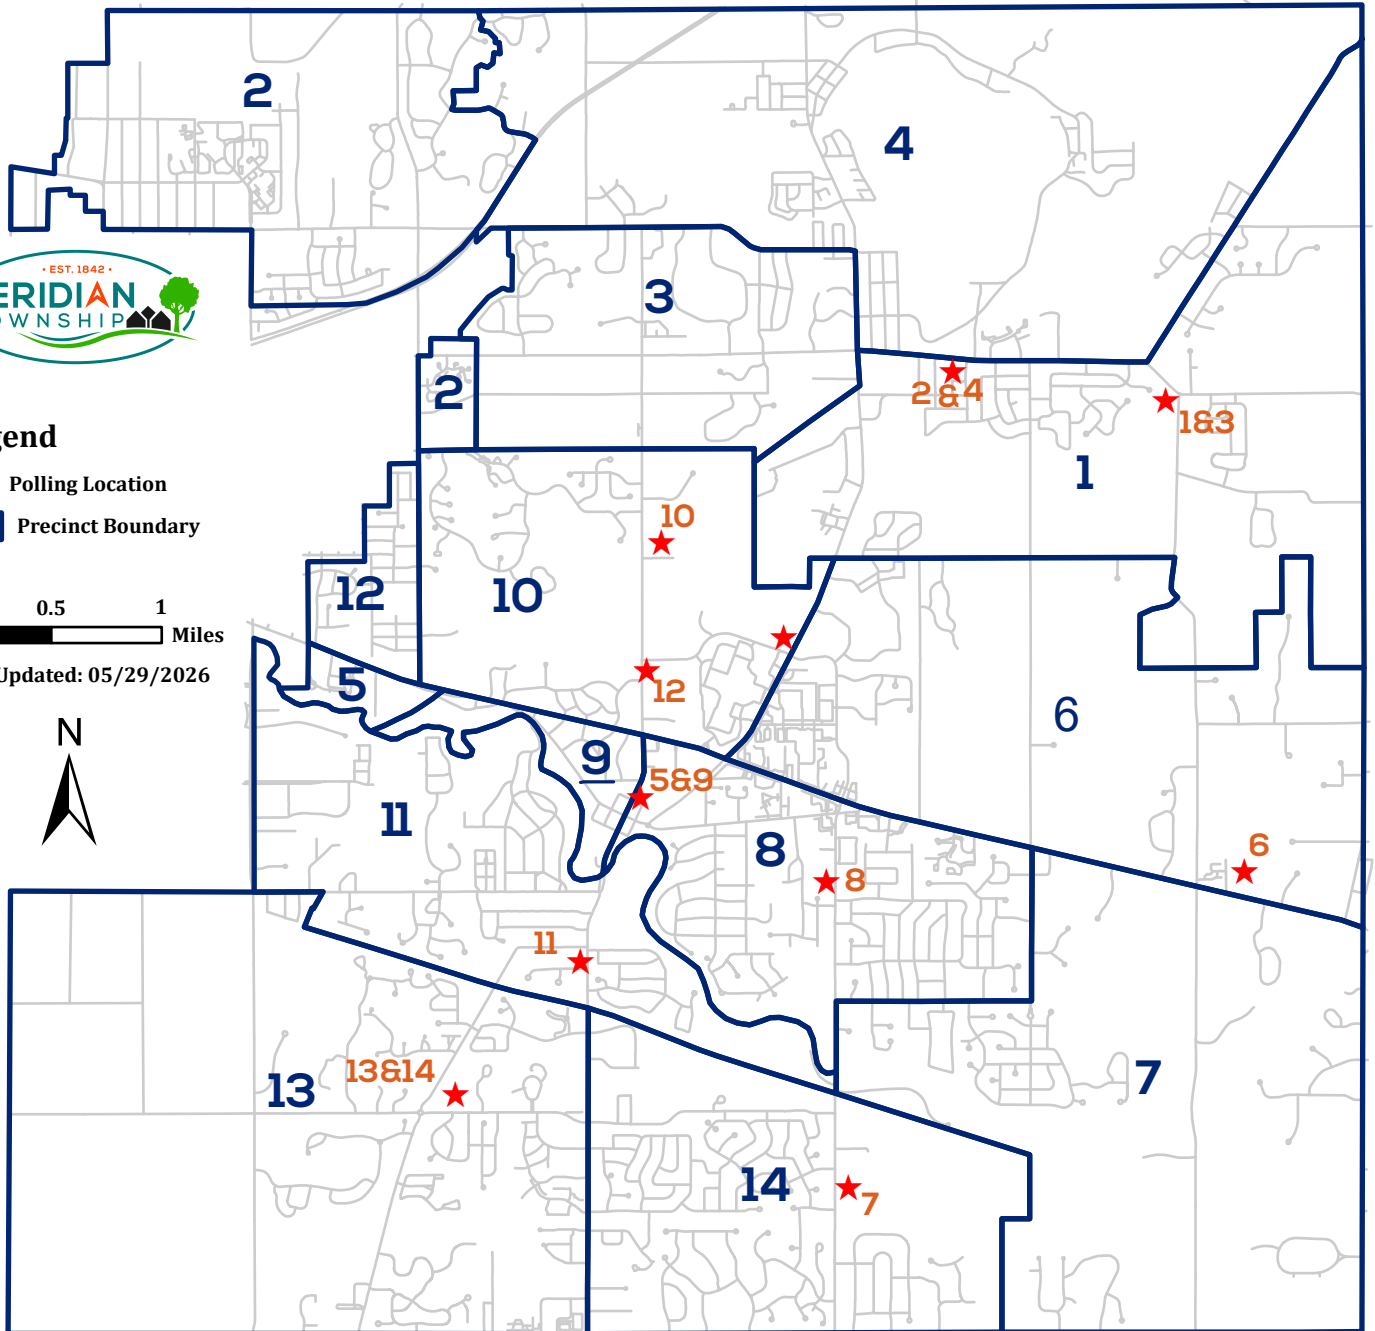 2
4
• EST. 1842 •
ERIDIAN
OWNSHIP
3
2
2 & 4
1&3
gend
Polling Location
1
Precinct Boundary
10
12
10
0.5 1
Miles
Updated: 05/29/2026
5
12
6
N
9
5&9
11
8
6
8
11
13&14
13
7
14
7